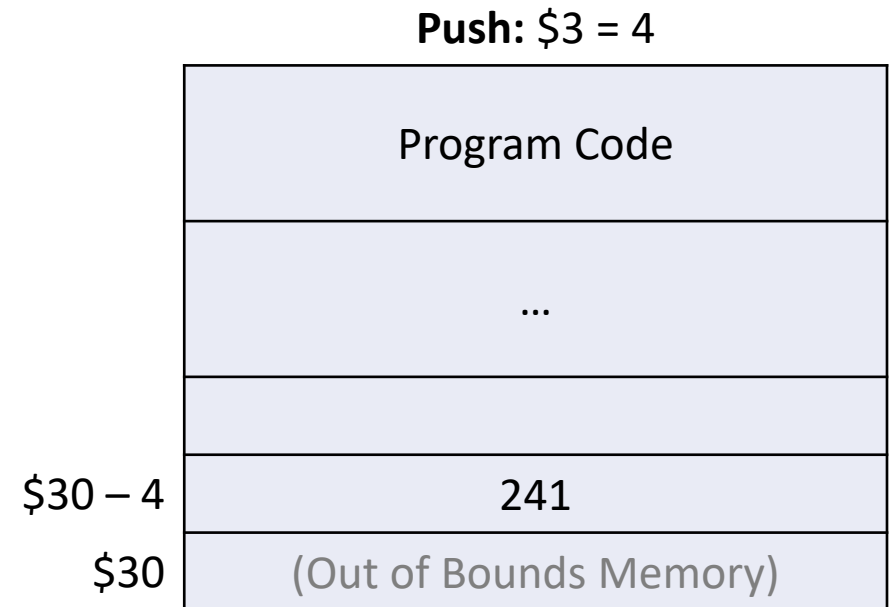 Push: $3 = 4
Program Code
…
$30 – 4 241
$30 (Out of Bounds Memory)